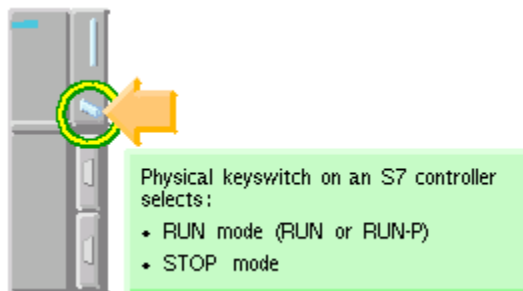 Physical keyswitch on an S7 controller
selects:
• RUN mode (RUN or RUN-P)
• STOP mode